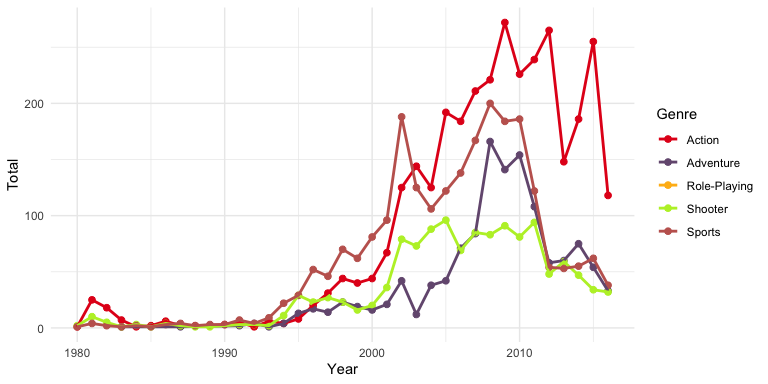 Total
200
100
0
1980
1990
2000
2010
Year
Genre
Action
Adventure
Role-Playing
Shooter
Sports